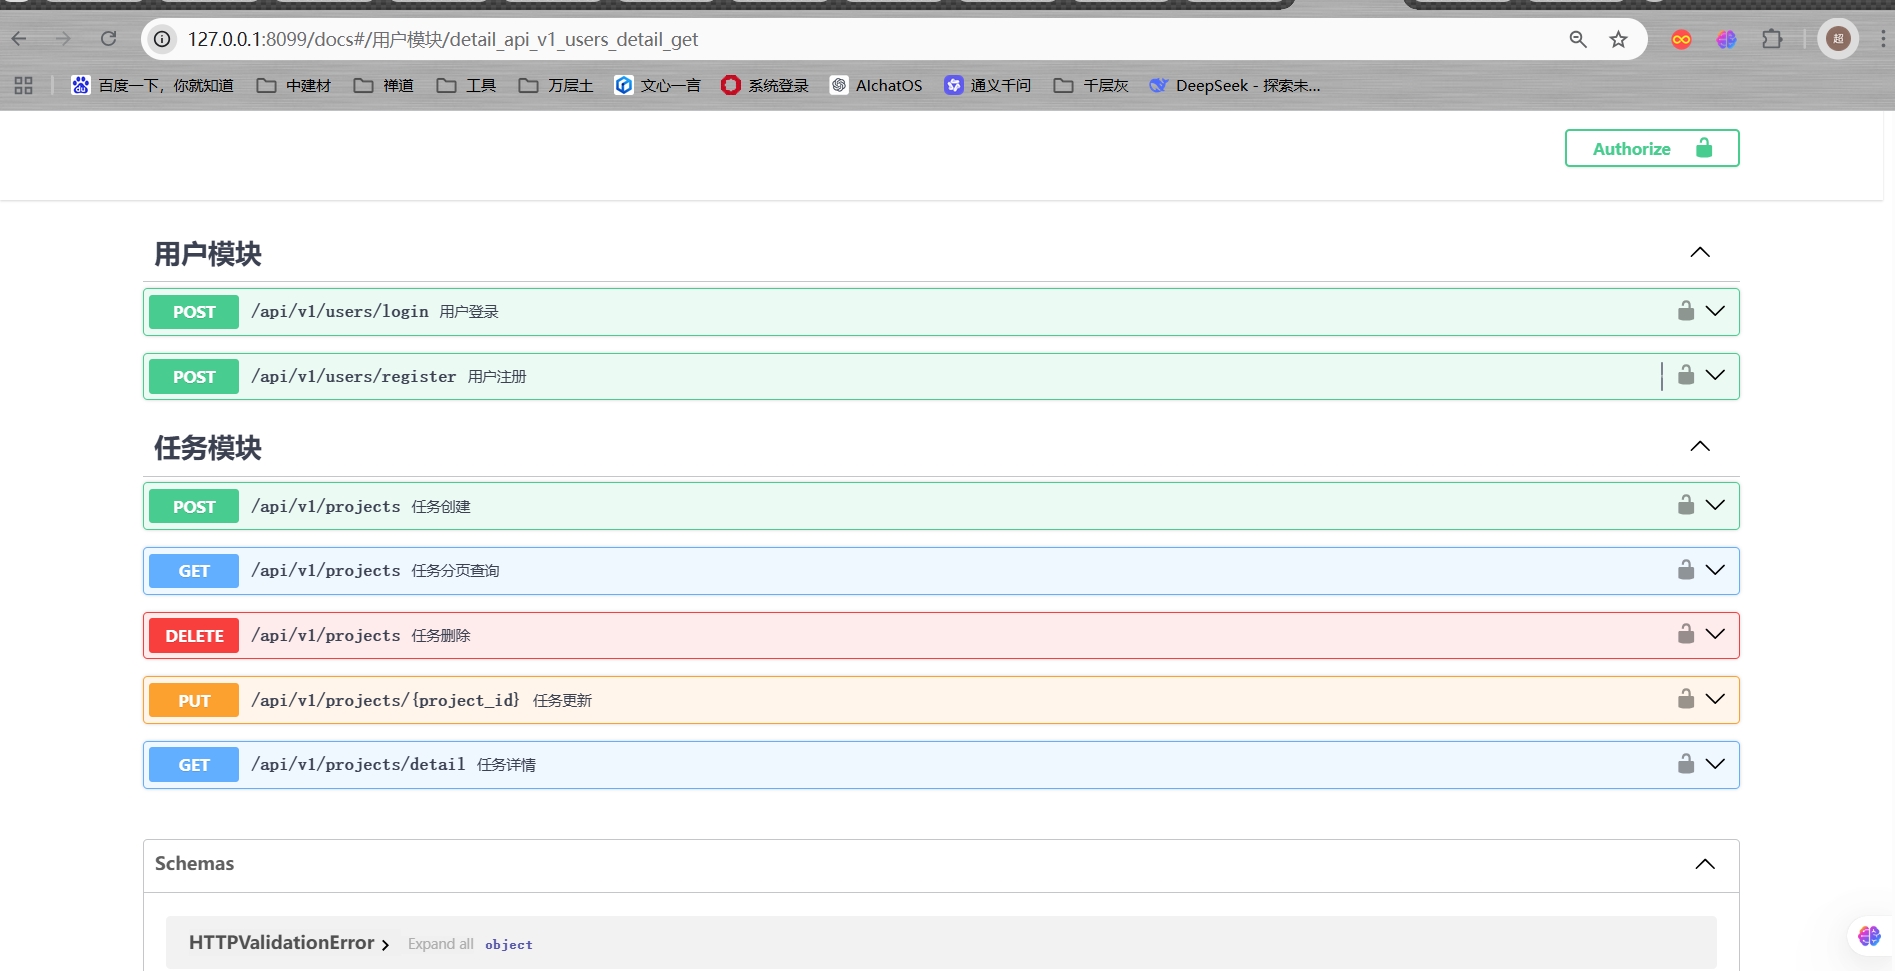 127.0.0.1:8099/docs#/用户模块/detail_api_v1_users_detail_get
超
百度一下，你就知道 中建材 禅道 工具 万层土 文心一言 系统登录 AIchatOS 通义千问 千层灰 DeepSeek - 探索未...
Authorize
用户模块
POST /api/v1/users/login 用户登录
POST /api/v1/users/register 用户注册
任务模块
POST /api/v1/projects 任务创建
GET /api/v1/projects 任务分页查询
DELETE /api/v1/projects 任务删除
PUT /api/v1/projects/{project_id} 任务更新
GET /api/v1/projects/detail 任务详情
Schemas
HTTPValidationError Expand all object